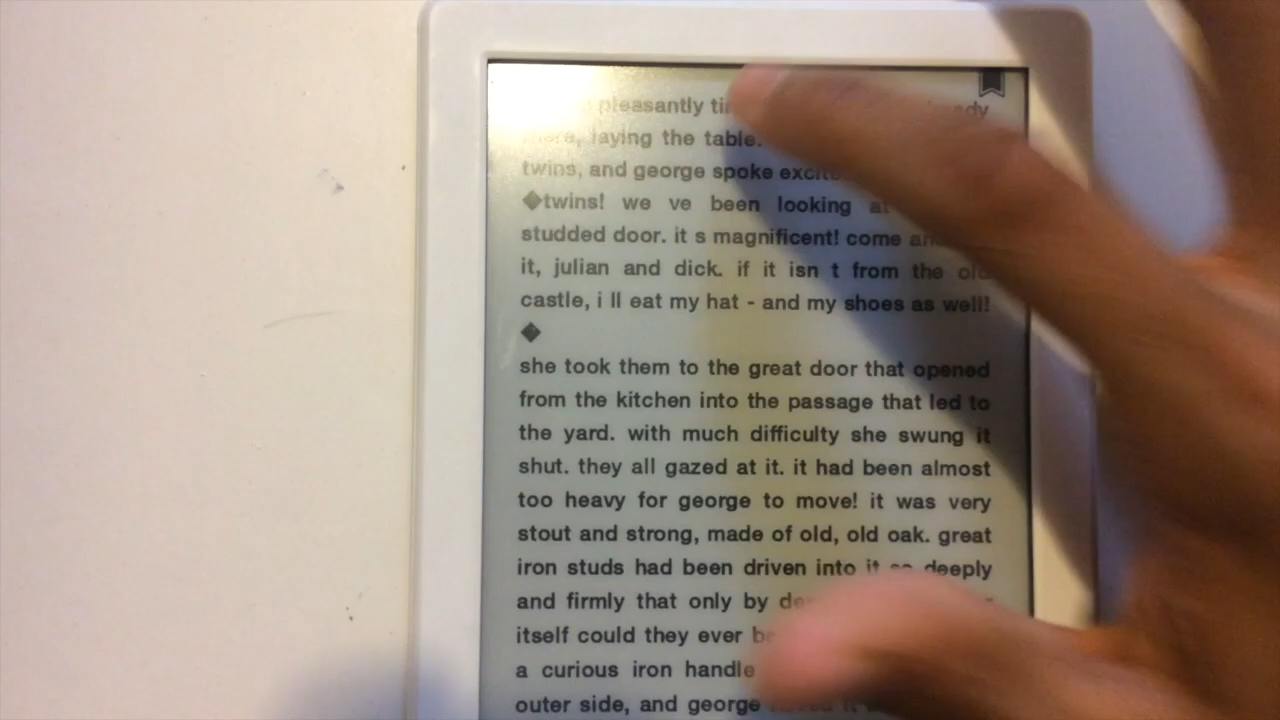 pleasantly
laying the table.
twins, and george spoke
◆twins! we ve been looking at
studded door. it s magnificent! come
it, julian and dick. if it isn t from the old
castle, i ll eat my hat - and my shoes as well!
◆
she took them to the great door that opened
from the kitchen into the passage that led to
the yard. with much difficulty she swung it
shut. they all gazed at it. it had been almost
too heavy for george to move! it was very
stout and strong, made of old, old oak. great
iron studs had been driven into it so deeply
and firmly that only by
itself could they ever
a curious iron handle
outer side, and george